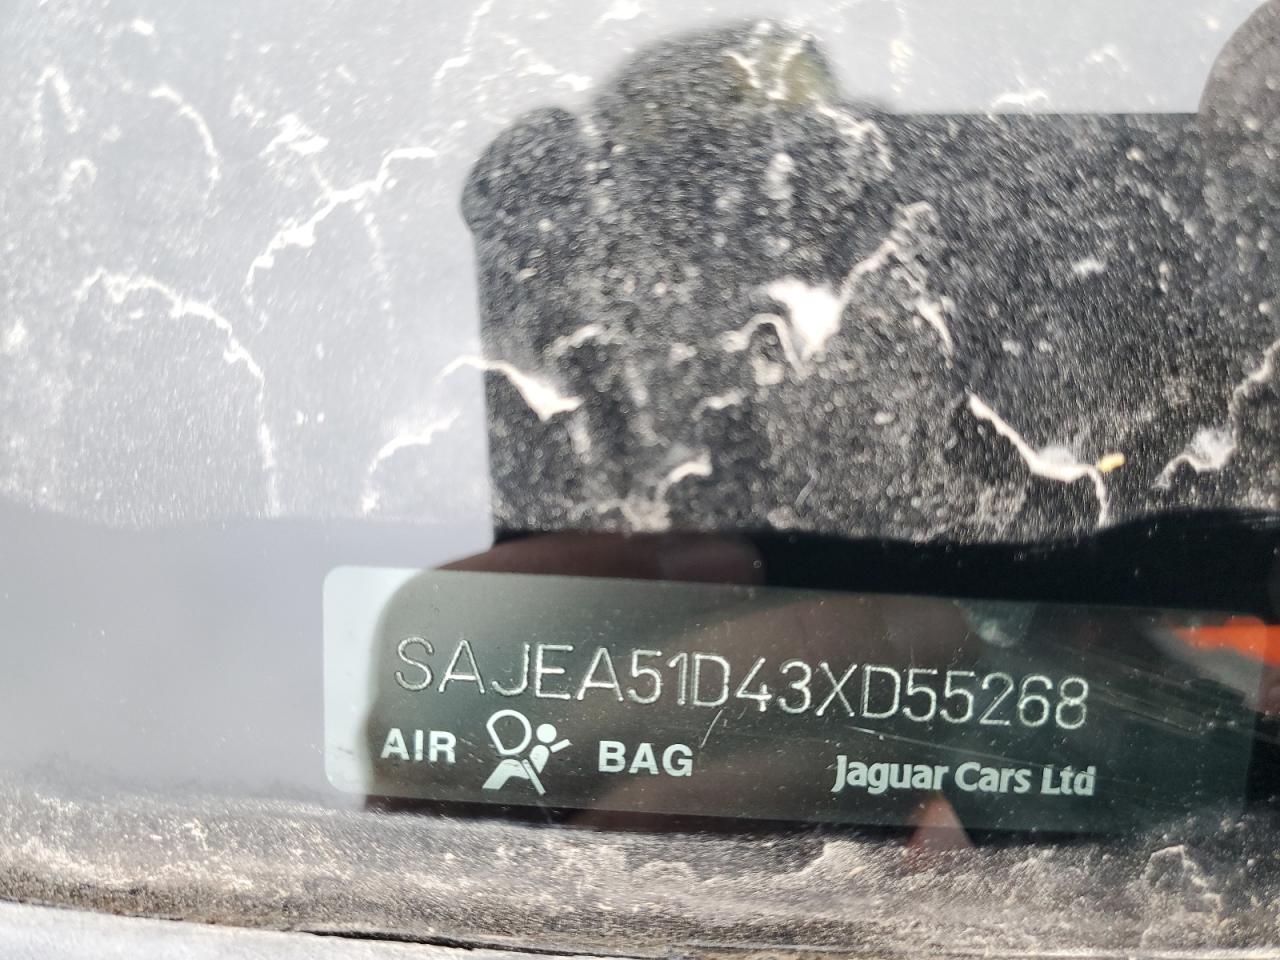 SAJEA51D43XD55268
AIR BAG
Jaguar Cars Ltd